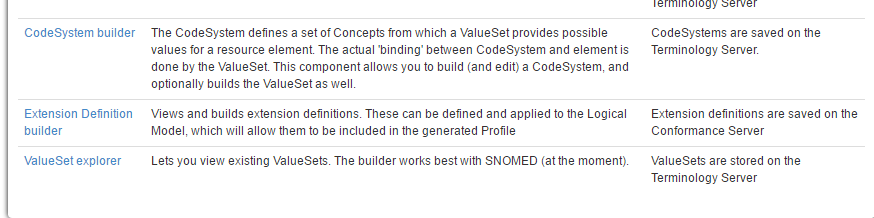 Terminology Server
CodeSystem builder
The CodeSystem defines a set of Concepts from which a ValueSet provides possible
values for a resource element. The actual 'binding' between CodeSystem and element is
done by the ValueSet. This component allows you to build (and edit) a CodeSystem, and
optionally builds the ValueSet as well.
CodeSystems are saved on the
Terminology Server.
Extension Definition
builder
Views and builds extension definitions. These can be defined and applied to the Logical
Model, which will allow them to be included in the generated Profile
Extension definitions are saved on the
Conformance Server
ValueSet explorer
Lets you view existing ValueSets. The builder works best with SNOMED (at the moment).
ValueSets are stored on the
Terminology Server